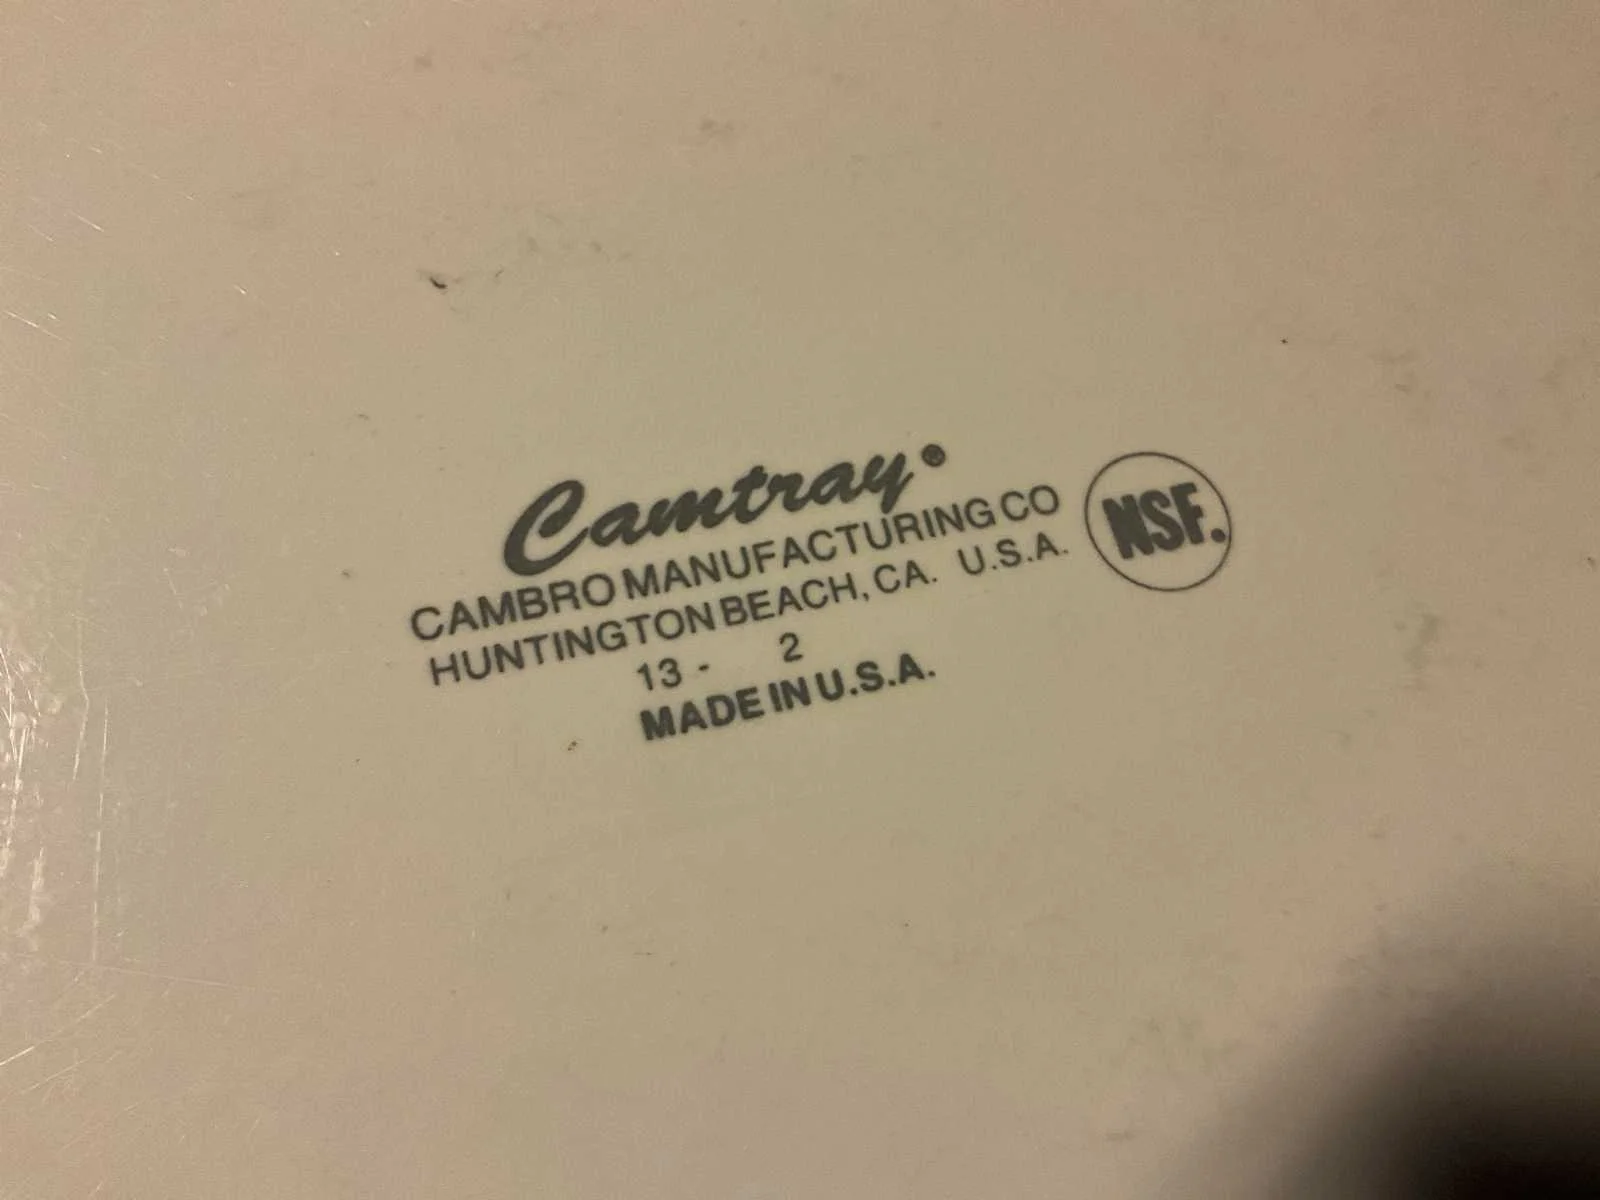 Camtray®
CAMBRO MANUFACTURING CO
HUNTINGTON BEACH, CA. U.S.A.
13 - 2
MADE IN U.S.A.
NSF.